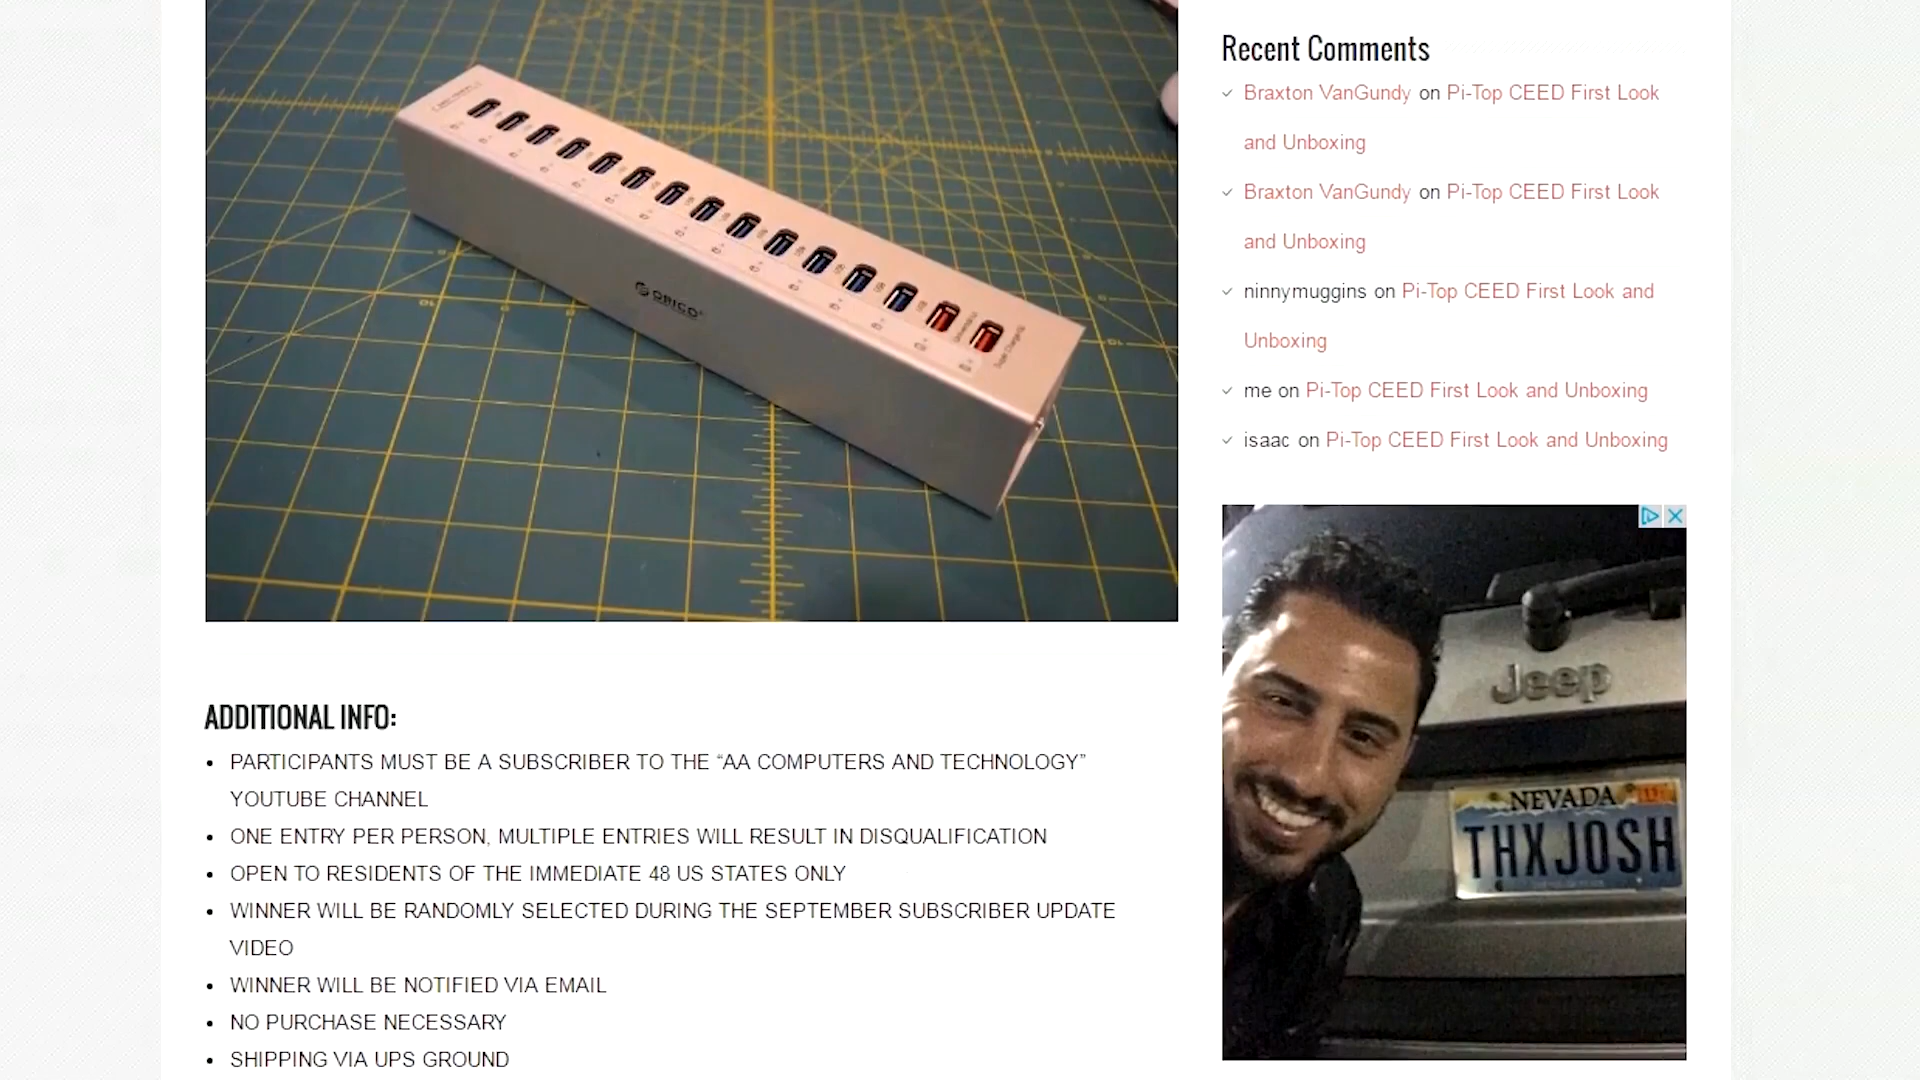 ORICO
ADDITIONAL INFO:
PARTICIPANTS MUST BE A SUBSCRIBER TO THE “AA COMPUTERS AND TECHNOLOGY”
YOUTUBE CHANNEL
ONE ENTRY PER PERSON, MULTIPLE ENTRIES WILL RESULT IN DISQUALIFICATION
OPEN TO RESIDENTS OF THE IMMEDIATE 48 US STATES ONLY
WINNER WILL BE RANDOMLY SELECTED DURING THE SEPTEMBER SUBSCRIBER UPDATE
VIDEO
WINNER WILL BE NOTIFIED VIA EMAIL
NO PURCHASE NECESSARY
SHIPPING VIA UPS GROUND
Recent Comments
Braxton VanGundy on Pi-Top CEED First Look
and Unboxing
Braxton VanGundy on Pi-Top CEED First Look
and Unboxing
ninnymuggins on Pi-Top CEED First Look and
Unboxing
me on Pi-Top CEED First Look and Unboxing
isaac on Pi-Top CEED First Look and Unboxing
Jeep
NEVADA
THXJOSH